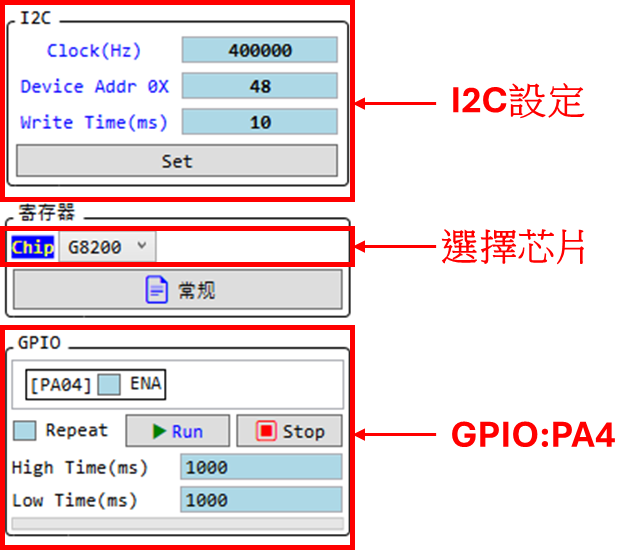 I2C
Clock(Hz) 400000
Device Addr 0X 48
Write Time(ms) 10
Set
I2C設定
寄存器
Chip G8200
選擇芯片
常规
GPIO
[PA04] ENA
Repeat Run Stop
GPIO:PA4
High Time(ms) 1000
Low Time(ms) 1000